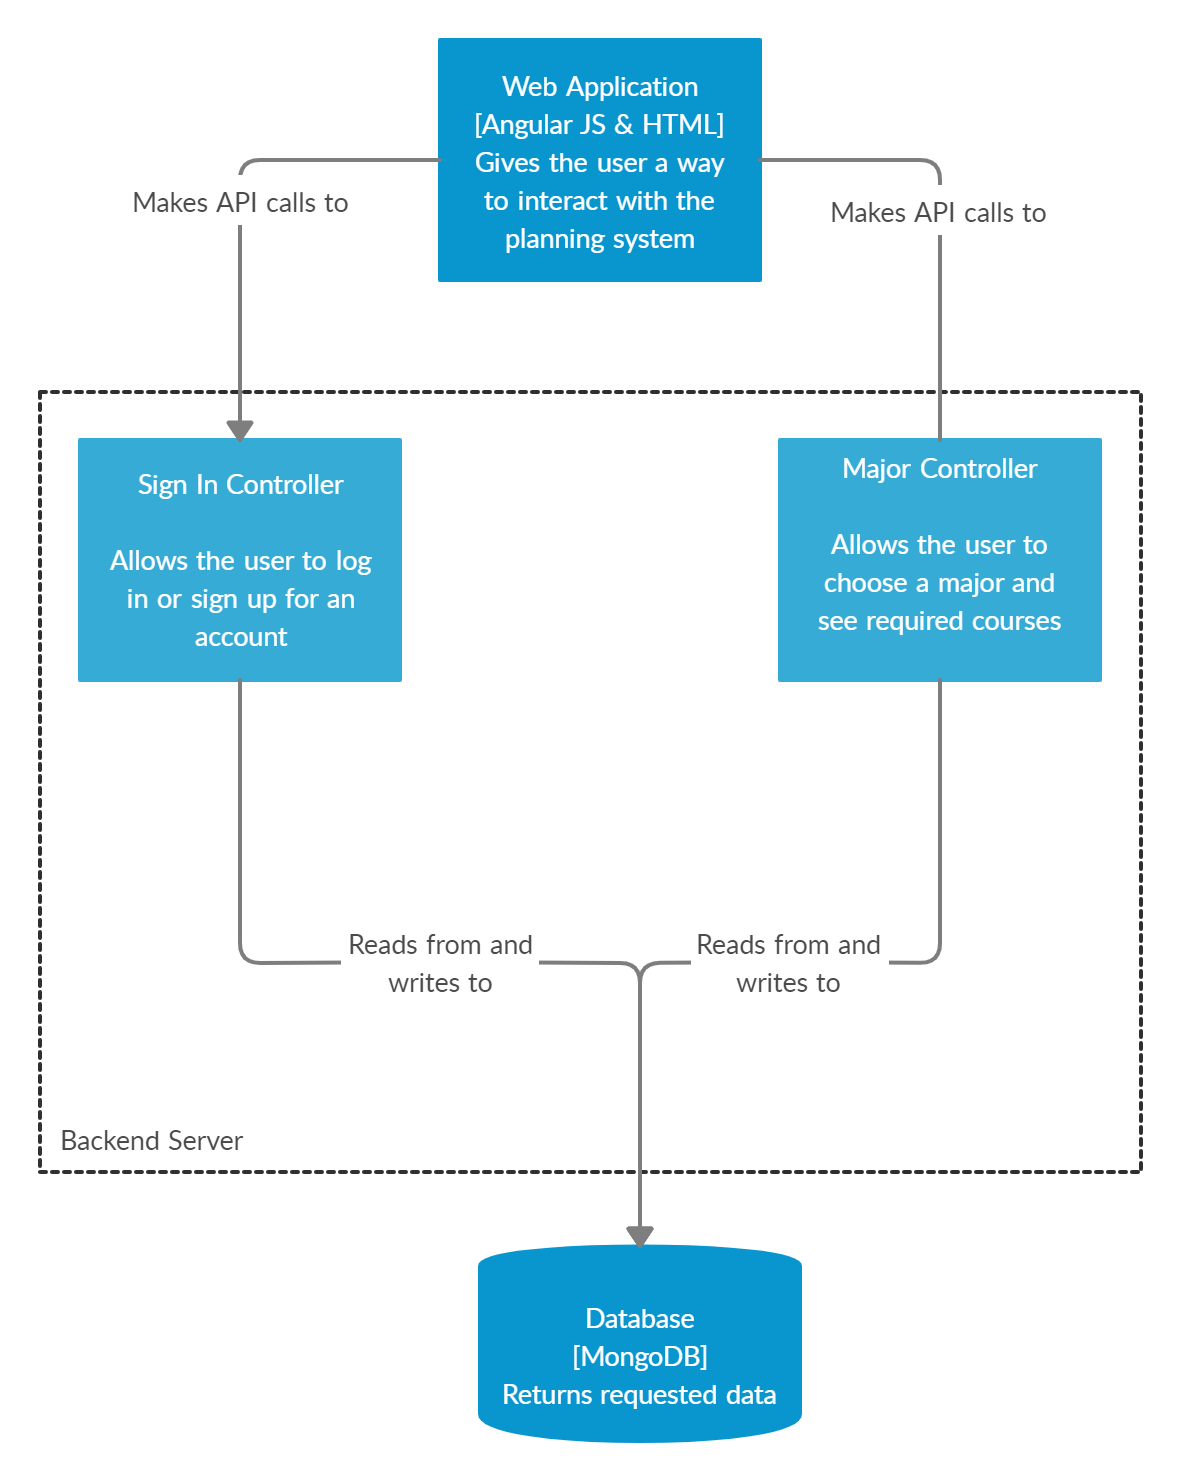 Web Application
[Angular JS & HTML]
Gives the user a way
to interact with the
planning system
Makes API calls to
Makes API calls to
Sign In Controller
Allows the user to log
in or sign up for an
account
Major Controller
Allows the user to
choose a major and
see required courses
Reads from and
writes to
Reads from and
writes to
Backend Server
Database
[MongoDB]
Returns requested data